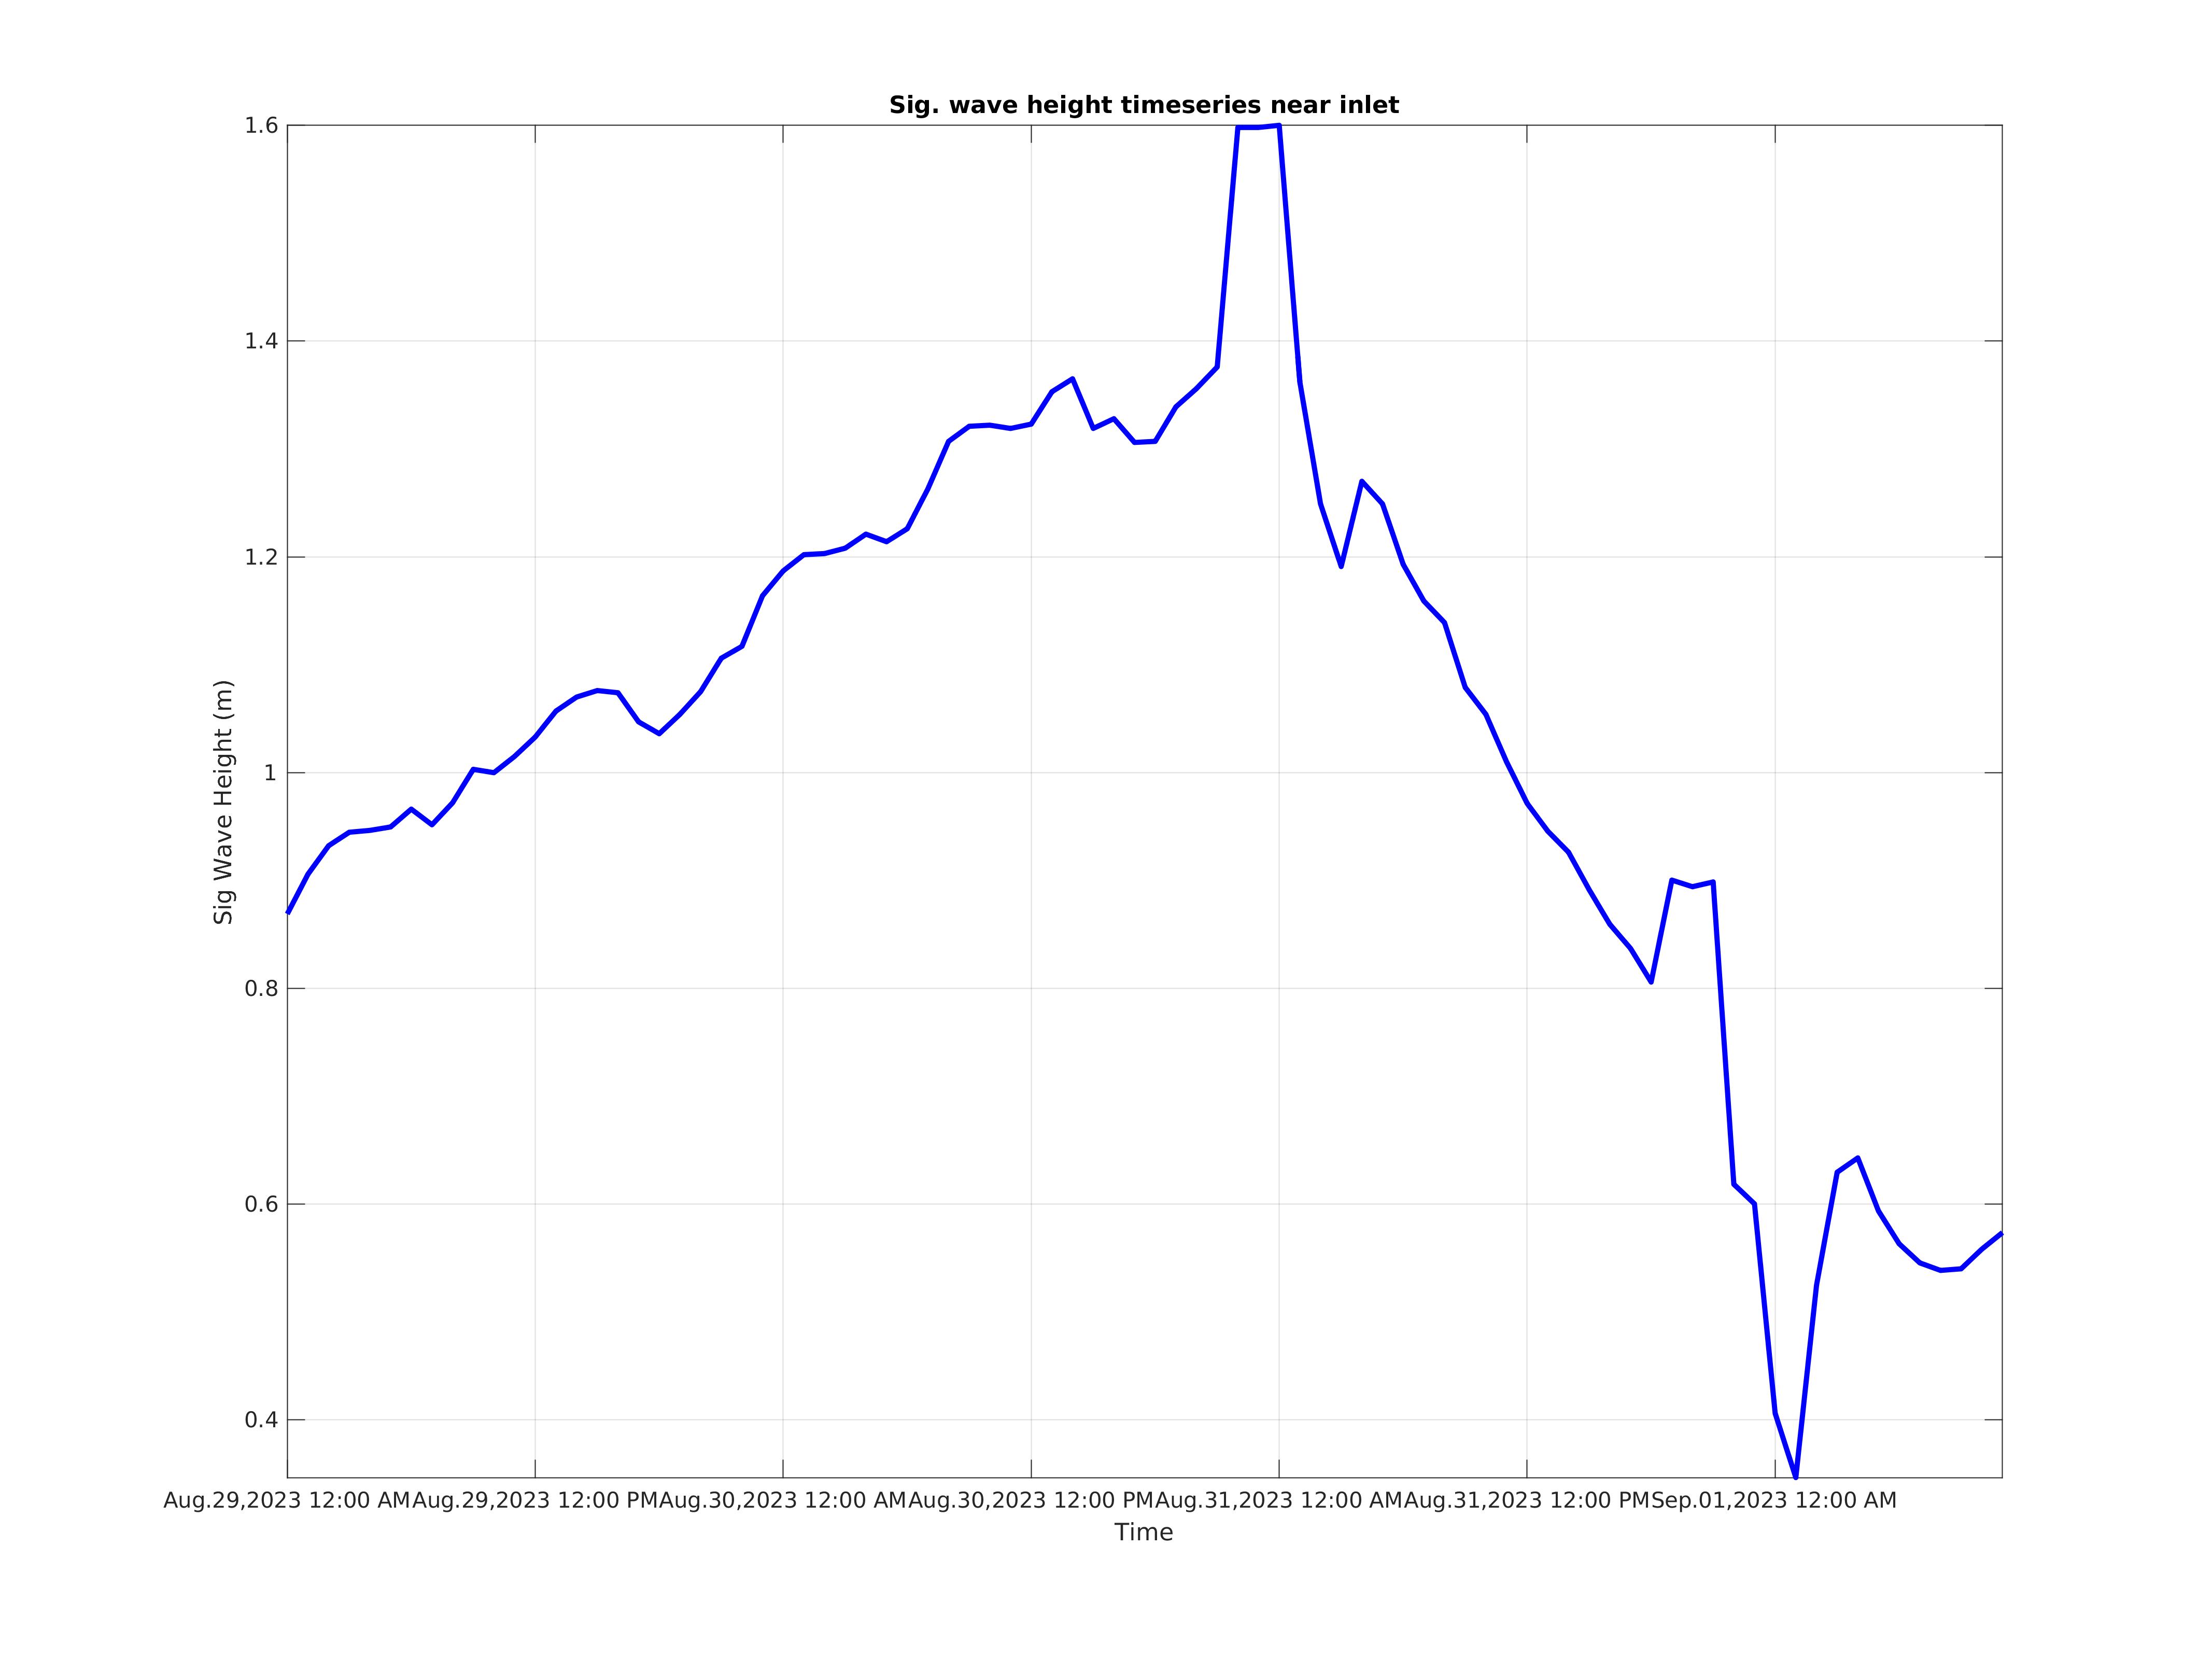 Sig. wave height timeseries near inlet
1.6
1.4
1.2
1
0.8
0.6
0.4
Sig Wave Height (m)
Aug.29,2023 12:00 AM Aug.29,2023 12:00 PM Aug.30,2023 12:00 AM Aug.30,2023 12:00 PM Aug.31,2023 12:00 AM Aug.31,2023 12:00 PM Sep.01,2023 12:00 AM
Time